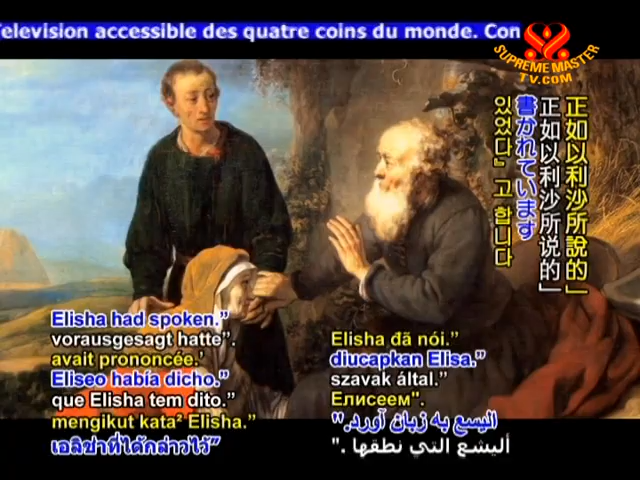 Television accessible des quatre coins du monde. Con
SUPREME MASTER
TV.COM
正如以利沙所說的」
正如以利沙所说的」
書かれています
있었다』고 합니다
Elisha had spoken.”
vorausgesagt hatte”.
avait prononcée.’
Eliseo había dicho.”
que Elisha tem dito.”
mengikut kata² Elisha.”
เอลิช่าที่ได้กล่าวไว้”
Elisha đã nói.”
diucapkan Elisa.”
szavak által.”
Елисеем".
اليسع به زبان آورد."
أليشع التي نطقها ."